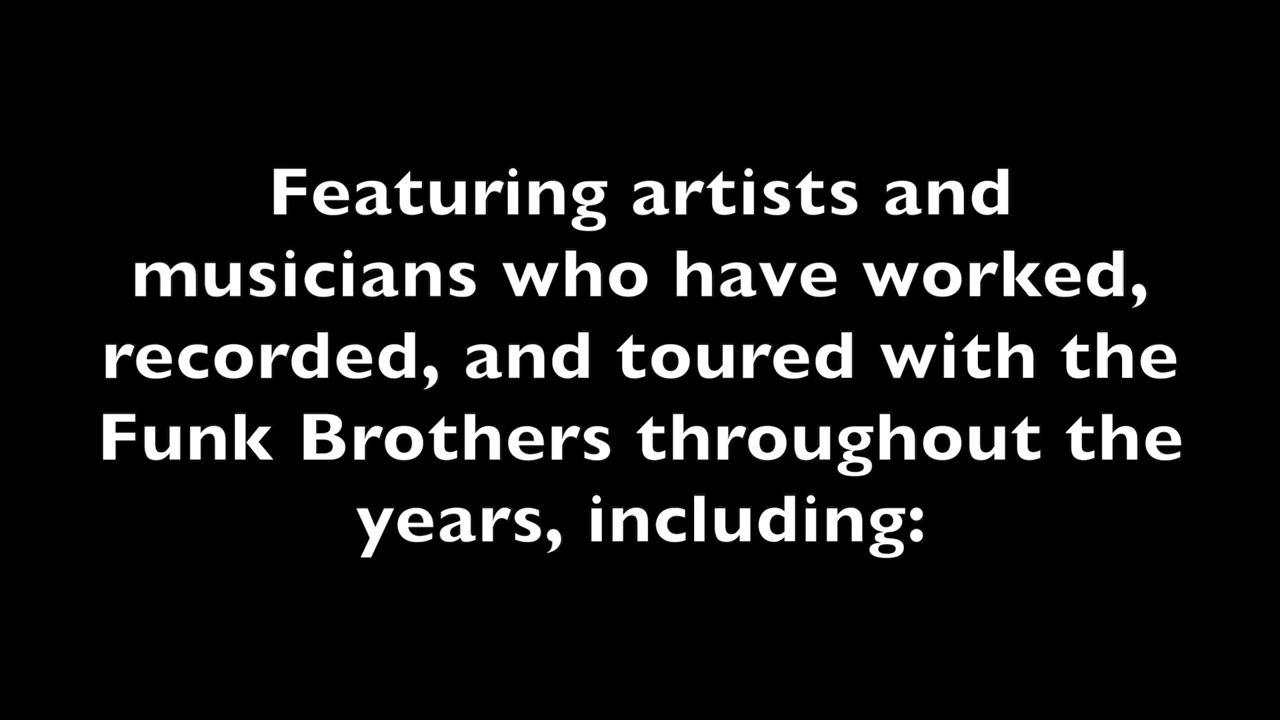 Featuring artists and
musicians who have worked,
recorded, and toured with the
Funk Brothers throughout the
years, including: